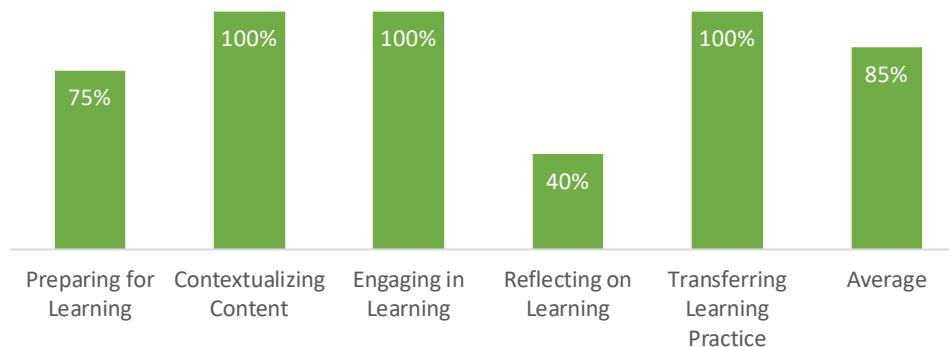 100%
100%
100%
85%
75%
40%
Preparing for
Learning
Contextualizing
Content
Engaging in
Learning
Reflecting on
Learning
Transferring
Learning
Practice
Average